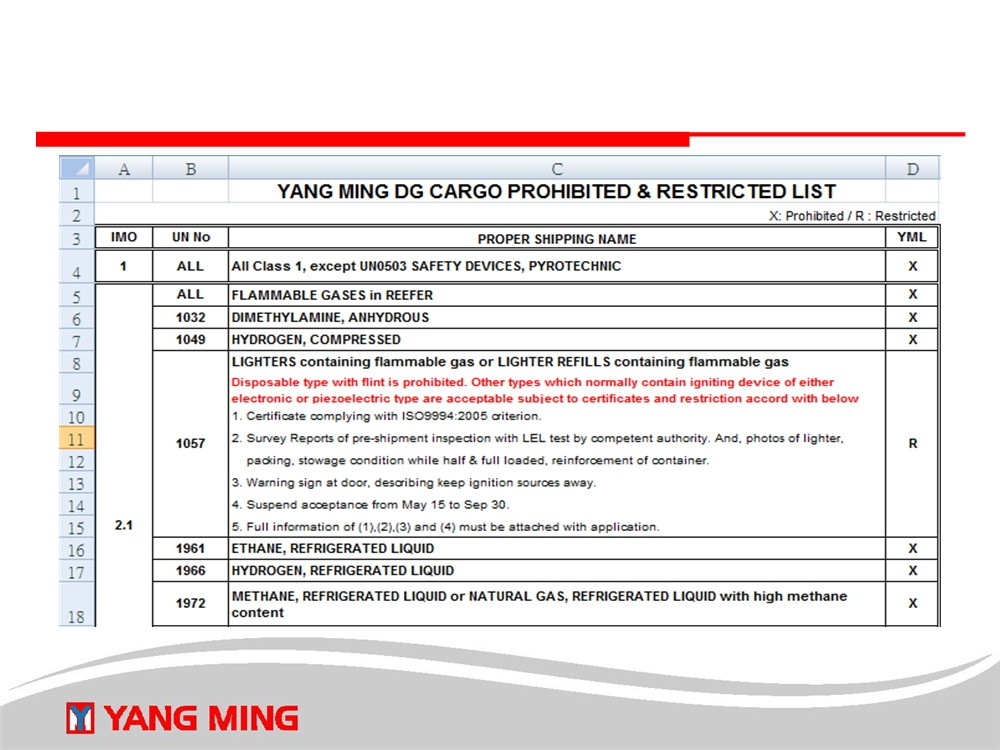 A B C D
1 YANG MING DG CARGO PROHIBITED & RESTRICTED LIST
2 X: Prohibited / R : Restricted
3 IMO UN No PROPER SHIPPING NAME YML
4 1 ALL All Class 1, except UN0503 SAFETY DEVICES, PYROTECHNIC X
5 ALL FLAMMABLE GASES in REEFER X
6 1032 DIMETHYLAMINE, ANHYDROUS X
7 1049 HYDROGEN, COMPRESSED X
8 LIGHTERS containing flammable gas or LIGHTER REFILLS containing flammable gas
Disposable type with flint is prohibited. Other types which normally contain igniting device of either
9 electronic or piezoelectric type are acceptable subject to certificates and restriction accord with below
10 1. Certificate complying with ISO9994:2005 criterion.
11 1057 2. Survey Reports of pre-shipment inspection with LEL test by competent authority. And, photos of lighter, R
12 packing, stowage condition while half & full loaded, reinforcement of container.
13 3. Warning sign at door, describing keep ignition sources away.
14 4. Suspend acceptance from May 15 to Sep 30.
15 2.1 5. Full information of (1),(2),(3) and (4) must be attached with application.
16 1961 ETHANE, REFRIGERATED LIQUID X
17 1966 HYDROGEN, REFRIGERATED LIQUID X
METHANE, REFRIGERATED LIQUID or NATURAL GAS, REFRIGERATED LIQUID with high methane
18 1972 content X
YANG MING